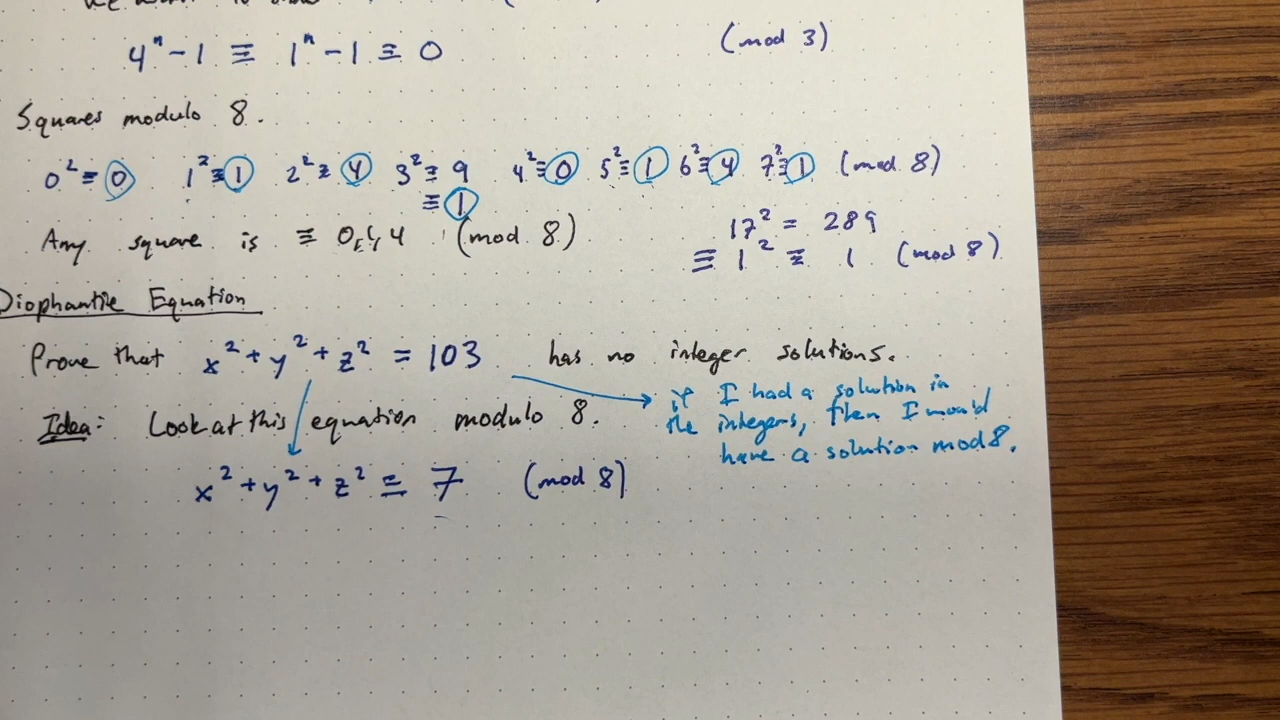 4ⁿ - 1 ≡ 1ⁿ - 1 ≡ 0 (mod 3)
Squares modulo 8.
0² ≡ 0 1² ≡ 1 2² ≡ 4 3² ≡ 9 4² ≡ 0 5² ≡ 1 6² ≡ 4 7² ≡ 1 (mod 8)
≡ 1
Any square is ≡ 0, 1, 4 (mod 8)
17² = 289
≡ 1² ≡ 1 (mod 8)
Diophantine Equation
Prove that x² + y² + z² = 103 has no integer solutions.
if I had a solution in
the integers, then I would
have a solution mod 8.
Idea: Look at this equation modulo 8.
x² + y² + z² ≡ 7 (mod 8)